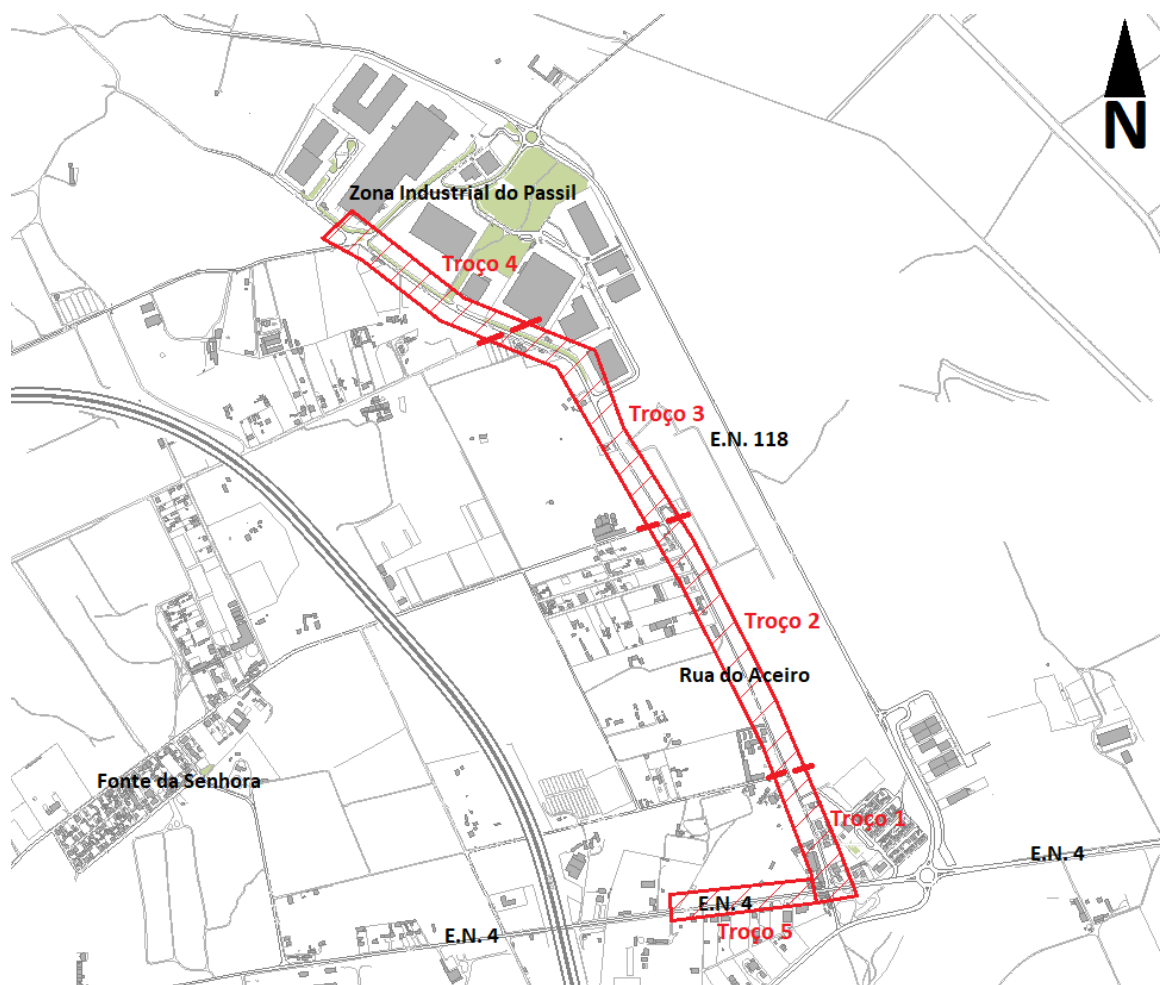 N
Zona Industrial do Passil
Troço 4
Troço 3
E.N. 118
Troço 2
Rua do Aceiro
Fonte da Senhora
Troço 1
E.N. 4
E.N. 4
Troço 5
E.N. 4